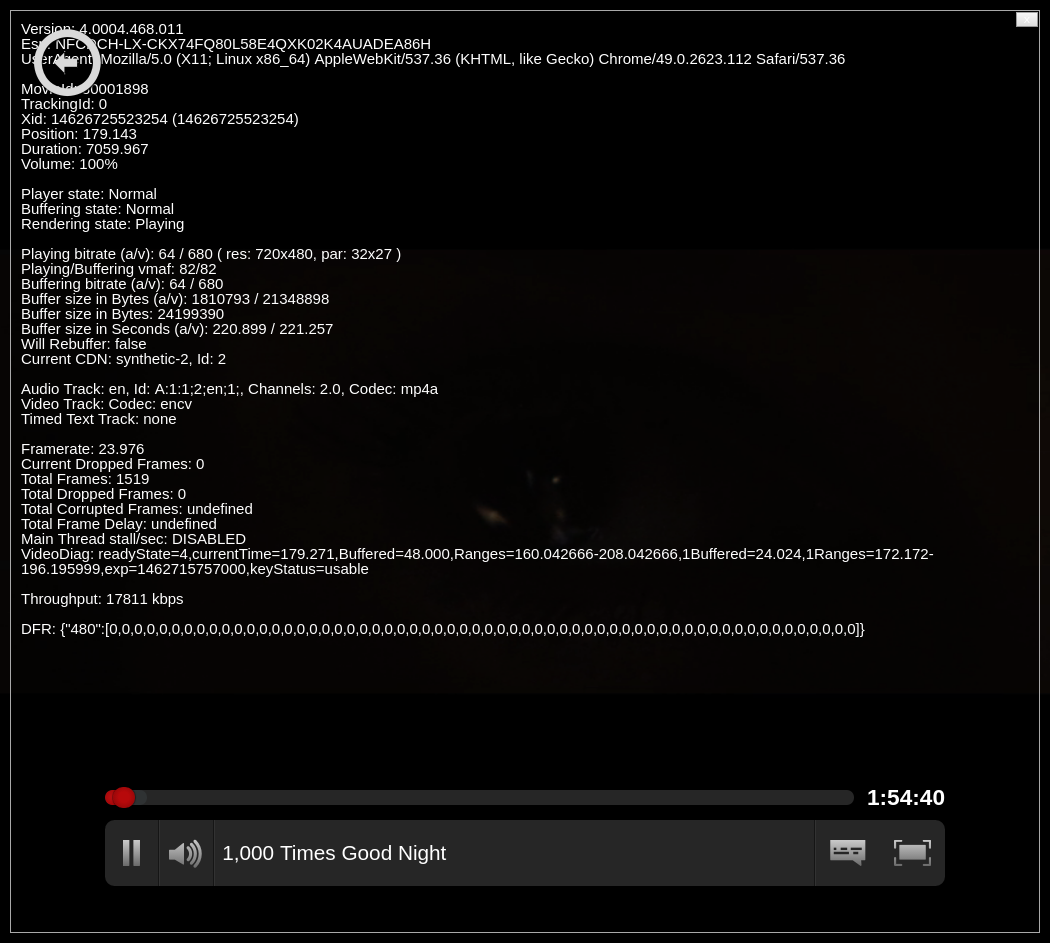 Version: 4.0004.468.011
Esn: NFCDCH-LX-CKX74FQ80L58E4QXK02K4AUADEA86H
UserAgent: Mozilla/5.0 (X11; Linux x86_64) AppleWebKit/537.36 (KHTML, like Gecko) Chrome/49.0.2623.112 Safari/537.36
MovieId: 80001898
TrackingId: 0
Xid: 14626725523254 (14626725523254)
Position: 179.143
Duration: 7059.967
Volume: 100%
Player state: Normal
Buffering state: Normal
Rendering state: Playing
Playing bitrate (a/v): 64 / 680 ( res: 720x480, par: 32x27 )
Playing/Buffering vmaf: 82/82
Buffering bitrate (a/v): 64 / 680
Buffer size in Bytes (a/v): 1810793 / 21348898
Buffer size in Bytes: 24199390
Buffer size in Seconds (a/v): 220.899 / 221.257
Will Rebuffer: false
Current CDN: synthetic-2, Id: 2
Audio Track: en, Id: A:1:1;2;en;1;, Channels: 2.0, Codec: mp4a
Video Track: Codec: encv
Timed Text Track: none
Framerate: 23.976
Current Dropped Frames: 0
Total Frames: 1519
Total Dropped Frames: 0
Total Corrupted Frames: undefined
Total Frame Delay: undefined
Main Thread stall/sec: DISABLED
VideoDiag: readyState=4,currentTime=179.271,Buffered=48.000,Ranges=160.042666-208.042666,1Buffered=24.024,1Ranges=172.172-
196.195999,exp=1462715757000,keyStatus=usable
Throughput: 17811 kbps
DFR: {"480":[0,0,0,0,0,0,0,0,0,0,0,0,0,0,0,0,0,0,0,0,0,0,0,0,0,0,0,0,0,0,0,0,0,0,0,0,0,0,0,0,0,0,0,0,0,0,0,0,0,0,0,0,0,0,0,0,0,0,0,0]}
1:54:40
1,000 Times Good Night